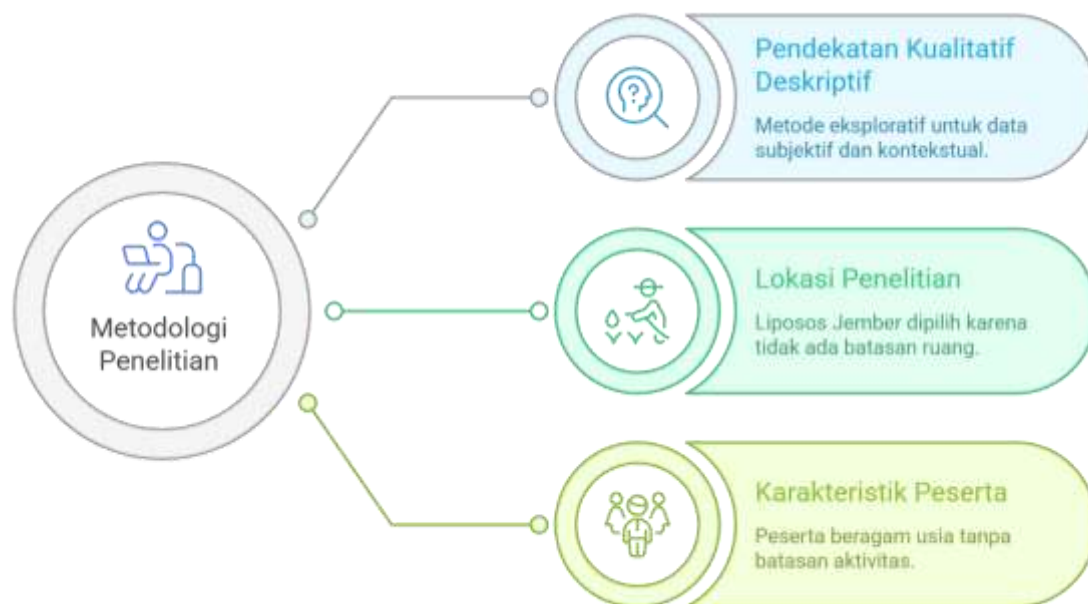 Metodologi
Penelitian
Pendekatan Kualitatif
Deskriptif
Metode eksploratif untuk data
subjektif dan kontekstual.
Lokasi Penelitian
Liposos Jember dipilih karena
tidak ada batasan ruang.
Karakteristik Peserta
Peserta beragam usia tanpa
batasan aktivitas.